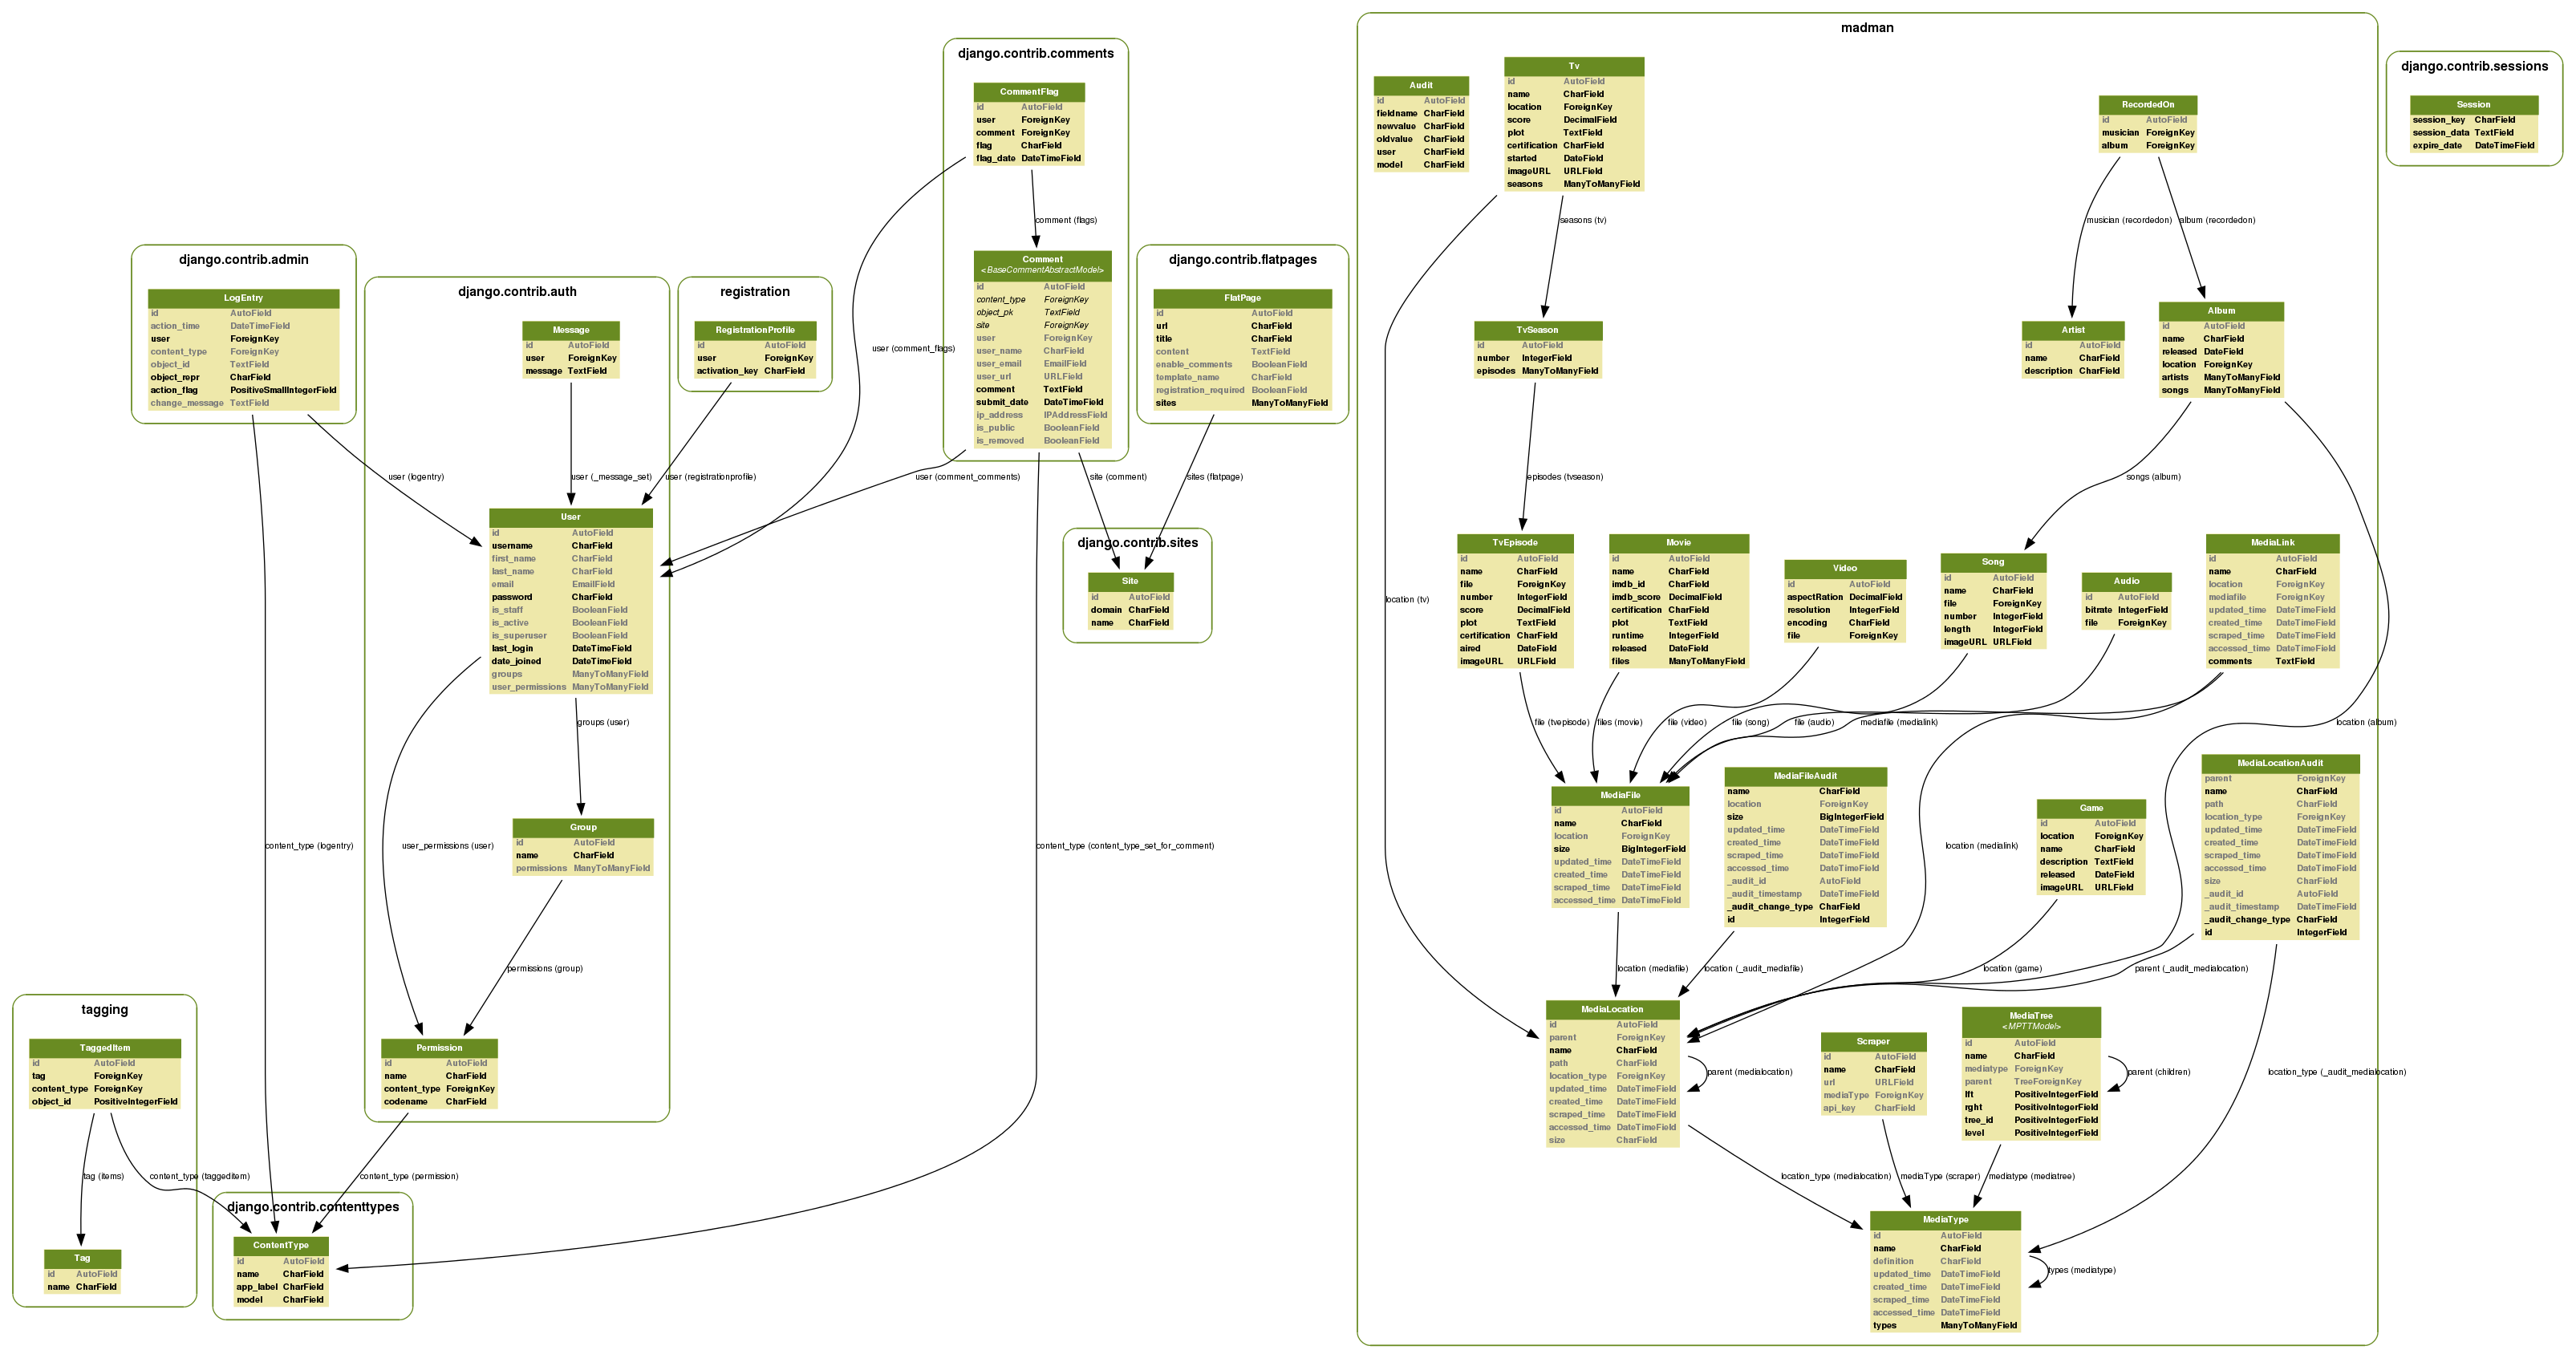 django.contrib.admin
LogEntry
id AutoField
action_time DateTimeField
user ForeignKey
content_type ForeignKey
object_id TextField
object_repr CharField
action_flag PositiveSmallIntegerField
change_message TextField
django.contrib.auth
Message
id AutoField
user ForeignKey
message TextField
User
id AutoField
username CharField
first_name CharField
last_name CharField
email EmailField
password CharField
is_staff BooleanField
is_active BooleanField
is_superuser BooleanField
last_login DateTimeField
date_joined DateTimeField
groups ManyToManyField
user_permissions ManyToManyField
Group
id AutoField
name CharField
permissions ManyToManyField
Permission
id AutoField
name CharField
content_type ForeignKey
codename CharField
registration
RegistrationProfile
id AutoField
user ForeignKey
activation_key CharField
django.contrib.comments
CommentFlag
id AutoField
user ForeignKey
comment ForeignKey
flag CharField
flag_date DateTimeField
comment (flags)
Comment
<BaseCommentAbstractModel>
id AutoField
content_type ForeignKey
object_pk TextField
site ForeignKey
user ForeignKey
user_name CharField
user_email EmailField
user_url URLField
comment TextField
submit_date DateTimeField
ip_address IPAddressField
is_public BooleanField
is_removed BooleanField
django.contrib.flatpages
FlatPage
id AutoField
url CharField
title CharField
content TextField
enable_comments BooleanField
template_name CharField
registration_required BooleanField
sites ManyToManyField
django.contrib.sites
Site
id AutoField
domain CharField
name CharField
user (comment_flags)
user (logentry)
user (_message_set)
user (registrationprofile)
user (comment_comments)
site (comment)
sites (flatpage)
groups (user)
content_type (logentry)
user_permissions (user)
content_type (content_type_set_for_comment)
permissions (group)
tagging
TaggedItem
id AutoField
tag ForeignKey
content_type ForeignKey
object_id PositiveIntegerField
tag (items)
content_type (taggeditem)
content_type (permission)
Tag
id AutoField
name CharField
django.contrib.contenttypes
ContentType
id AutoField
name CharField
app_label CharField
model CharField
madman
Audit
id AutoField
fieldname CharField
newvalue CharField
oldvalue CharField
user CharField
model CharField
Tv
id AutoField
name CharField
location ForeignKey
score DecimalField
plot TextField
certification CharField
started DateField
imageURL URLField
seasons ManyToManyField
RecordedOn
id AutoField
musician ForeignKey
album ForeignKey
seasons (tv)
musician (recordedon)
album (recordedon)
TvSeason
id AutoField
number IntegerField
episodes ManyToManyField
Artist
id AutoField
name CharField
description CharField
Album
id AutoField
name CharField
released DateField
location ForeignKey
artists ManyToManyField
songs ManyToManyField
episodes (tvseason)
songs (album)
location (tv)
TvEpisode
id AutoField
name CharField
file ForeignKey
number IntegerField
score DecimalField
plot TextField
certification CharField
aired DateField
imageURL URLField
Movie
id AutoField
name CharField
imdb_id CharField
imdb_score DecimalField
certification CharField
plot TextField
runtime IntegerField
released DateField
files ManyToManyField
Video
id AutoField
aspectRation DecimalField
resolution IntegerField
encoding CharField
file ForeignKey
Song
id AutoField
name CharField
file ForeignKey
number IntegerField
length IntegerField
imageURL URLField
Audio
id AutoField
bitrate IntegerField
file ForeignKey
MediaLink
id AutoField
name CharField
location ForeignKey
mediafile ForeignKey
updated_time DateTimeField
created_time DateTimeField
scraped_time DateTimeField
accessed_time DateTimeField
comments TextField
file (tvepisode)
files (movie)
file (video)
file (song)
file (audio)
mediafile (medialink)
location (album)
MediaFile
id AutoField
name CharField
location ForeignKey
size BigIntegerField
updated_time DateTimeField
created_time DateTimeField
scraped_time DateTimeField
accessed_time DateTimeField
MediaFileAudit
name CharField
location ForeignKey
size BigIntegerField
updated_time DateTimeField
created_time DateTimeField
scraped_time DateTimeField
accessed_time DateTimeField
_audit_id AutoField
_audit_timestamp DateTimeField
_audit_change_type CharField
id IntegerField
location (medialink)
Game
id AutoField
location ForeignKey
name CharField
description TextField
released DateField
imageURL URLField
MediaLocationAudit
parent ForeignKey
name CharField
path CharField
location_type ForeignKey
updated_time DateTimeField
created_time DateTimeField
scraped_time DateTimeField
accessed_time DateTimeField
size CharField
_audit_id AutoField
_audit_timestamp DateTimeField
_audit_change_type CharField
id IntegerField
location (mediafile)
location (_audit_mediafile)
location (game)
parent (_audit_medialocation)
MediaLocation
id AutoField
parent ForeignKey
name CharField
path CharField
location_type ForeignKey
updated_time DateTimeField
created_time DateTimeField
scraped_time DateTimeField
accessed_time DateTimeField
size CharField
parent (medialocation)
Scraper
id AutoField
name CharField
url URLField
mediaType ForeignKey
api_key CharField
MediaTree
<MPTTModel>
id AutoField
name CharField
mediatype ForeignKey
parent TreeForeignKey
lft PositiveIntegerField
rght PositiveIntegerField
tree_id PositiveIntegerField
level PositiveIntegerField
parent (children)
location_type (_audit_medialocation)
location_type (medialocation)
mediaType (scraper)
mediatype (mediatree)
MediaType
id AutoField
name CharField
definition CharField
updated_time DateTimeField
created_time DateTimeField
scraped_time DateTimeField
accessed_time DateTimeField
types ManyToManyField
types (mediatype)
django.contrib.sessions
Session
session_key CharField
session_data TextField
expire_date DateTimeField